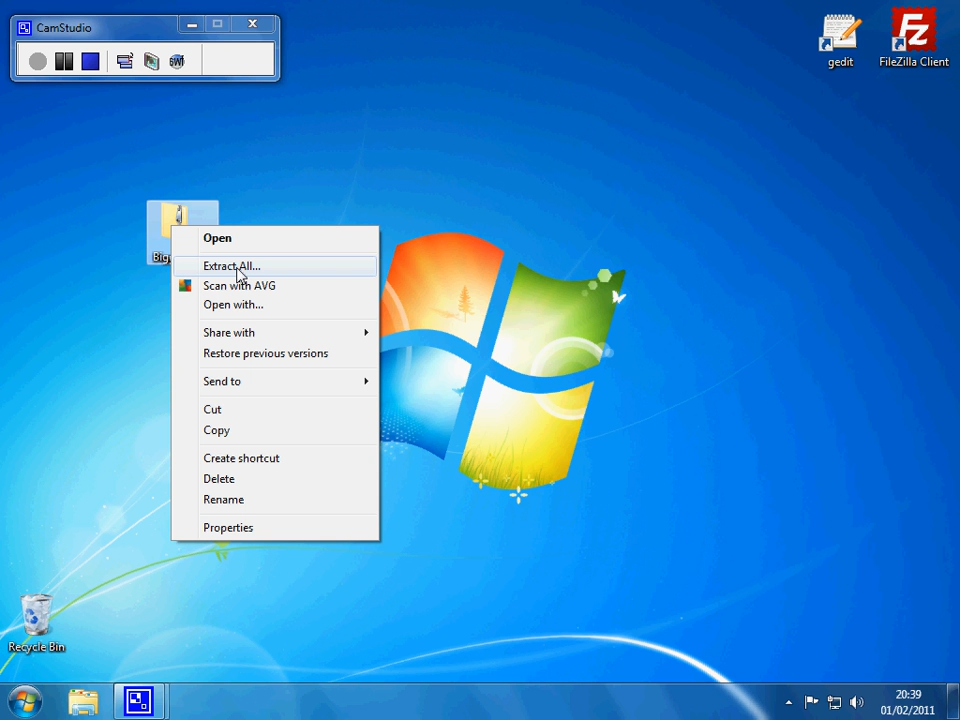 CamStudio
gedit
FileZilla Client
Open
Extract All...
Scan with AVG
Open with...
Share with
Restore previous versions
Send to
Cut
Copy
Create shortcut
Delete
Rename
Properties
Recycle Bin
20:39
01/02/2011